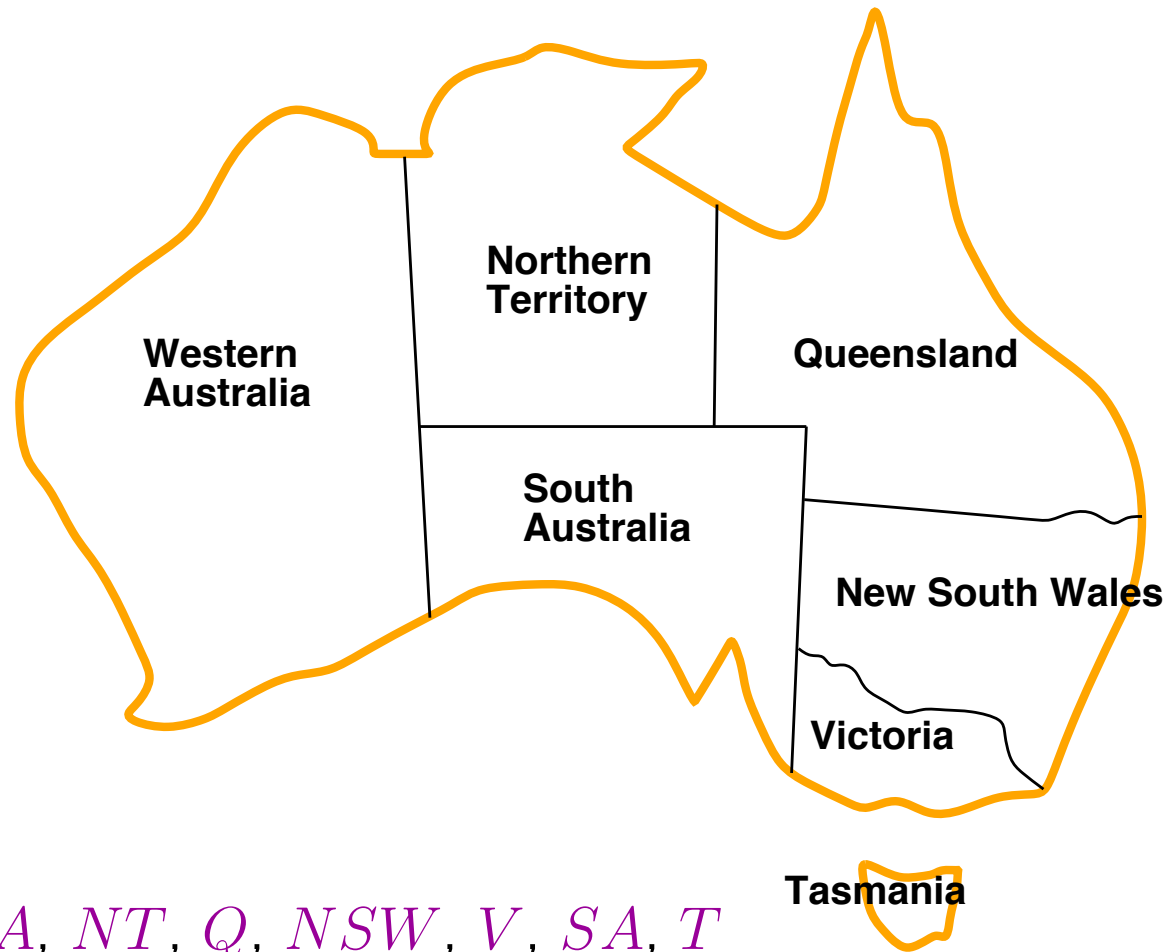 Northern
Territory
Western
Australia
Queensland
South
Australia
New South Wales
Victoria
Tasmania
A, NT, Q, NSW, V, SA, T